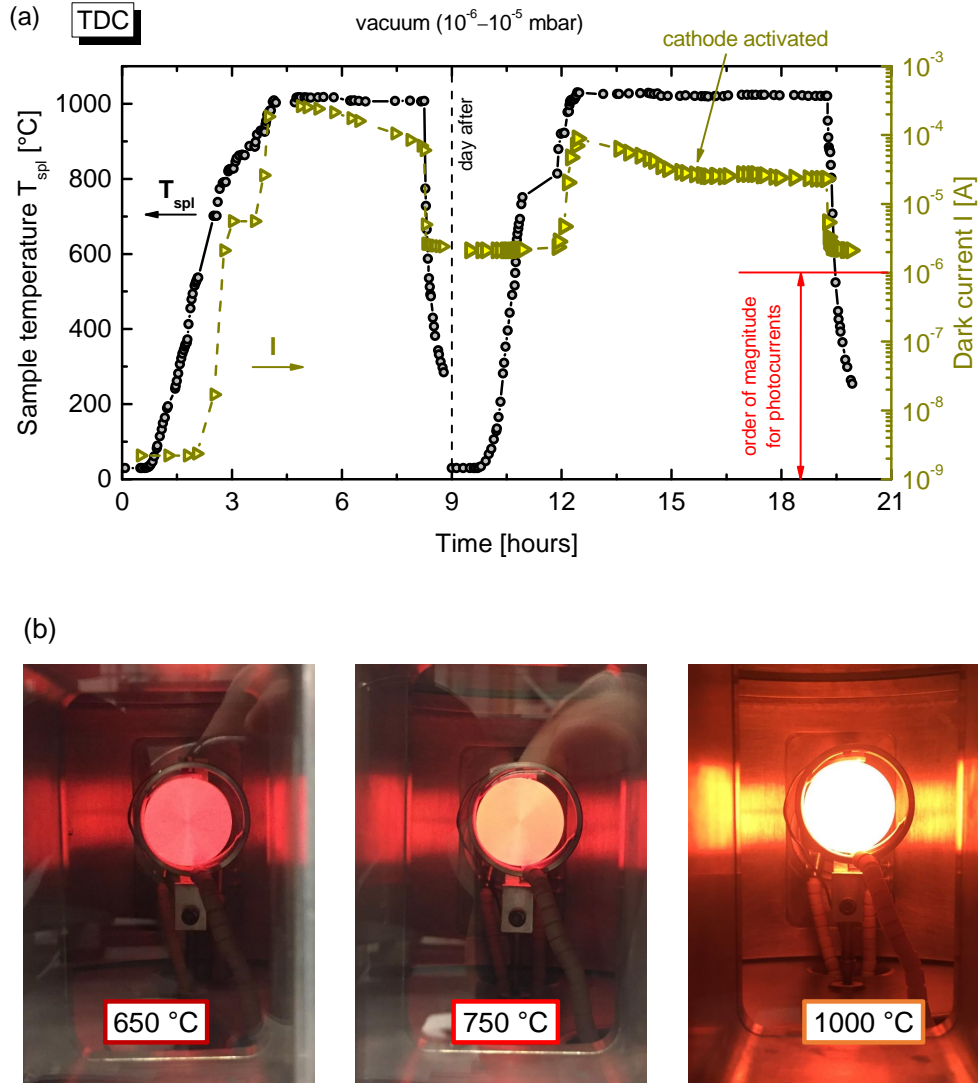 (a)
TDC
vacuum (10⁻⁶–10⁻⁵ mbar)
cathode activated
Sample temperature T_spl [°C]
1000
800
600
400
200
0
T_spl
I
day after
order of magnitude
for photocurrents
10⁻³
10⁻⁴
10⁻⁵
10⁻⁶
10⁻⁷
10⁻⁸
10⁻⁹
Dark current I [A]
0 3 6 9 12 15 18 21
Time [hours]
(b)
650 °C
750 °C
1000 °C